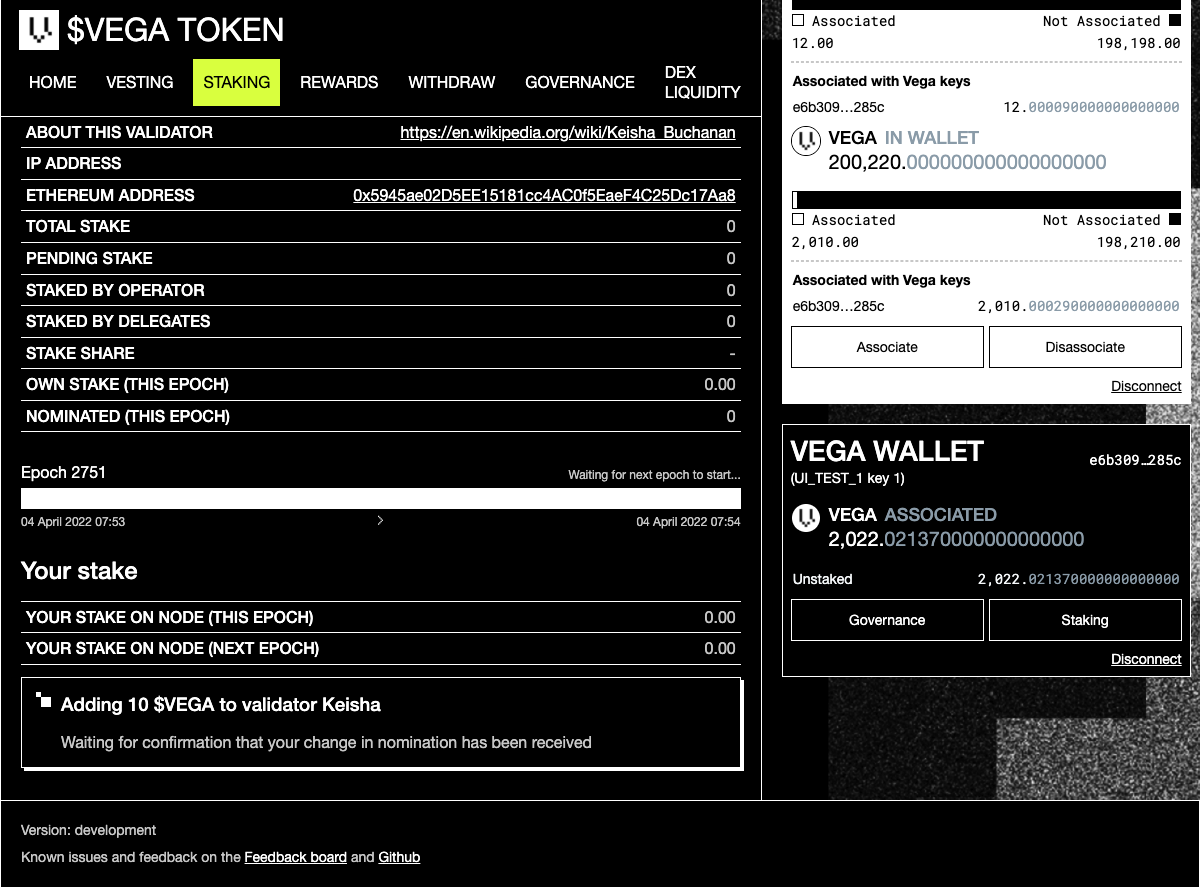 $VEGA TOKEN
HOME VESTING STAKING REWARDS WITHDRAW GOVERNANCE DEX LIQUIDITY
ABOUT THIS VALIDATOR https://en.wikipedia.org/wiki/Keisha_Buchanan
IP ADDRESS
ETHEREUM ADDRESS 0x5945ae02D5EE15181cc4AC0f5EaeF4C25Dc17Aa8
TOTAL STAKE 0
PENDING STAKE 0
STAKED BY OPERATOR 0
STAKED BY DELEGATES 0
STAKE SHARE -
OWN STAKE (THIS EPOCH) 0.00
NOMINATED (THIS EPOCH) 0
Epoch 2751 Waiting for next epoch to start...
04 April 2022 07:53 > 04 April 2022 07:54
Your stake
YOUR STAKE ON NODE (THIS EPOCH) 0.00
YOUR STAKE ON NODE (NEXT EPOCH) 0.00
Adding 10 $VEGA to validator Keisha
Waiting for confirmation that your change in nomination has been received
Associated Not Associated
12.00 198,198.00
Associated with Vega keys
e6b309…285c 12.000090000000000000
VEGA IN WALLET
200,220.000000000000000000
Associated Not Associated
2,010.00 198,210.00
Associated with Vega keys
e6b309…285c 2,010.000290000000000000
Associate Disassociate
Disconnect
VEGA WALLET e6b309…285c
(UI_TEST_1 key 1)
VEGA ASSOCIATED
2,022.021370000000000000
Unstaked 2,022.021370000000000000
Governance Staking
Disconnect
Version: development
Known issues and feedback on the Feedback board and Github